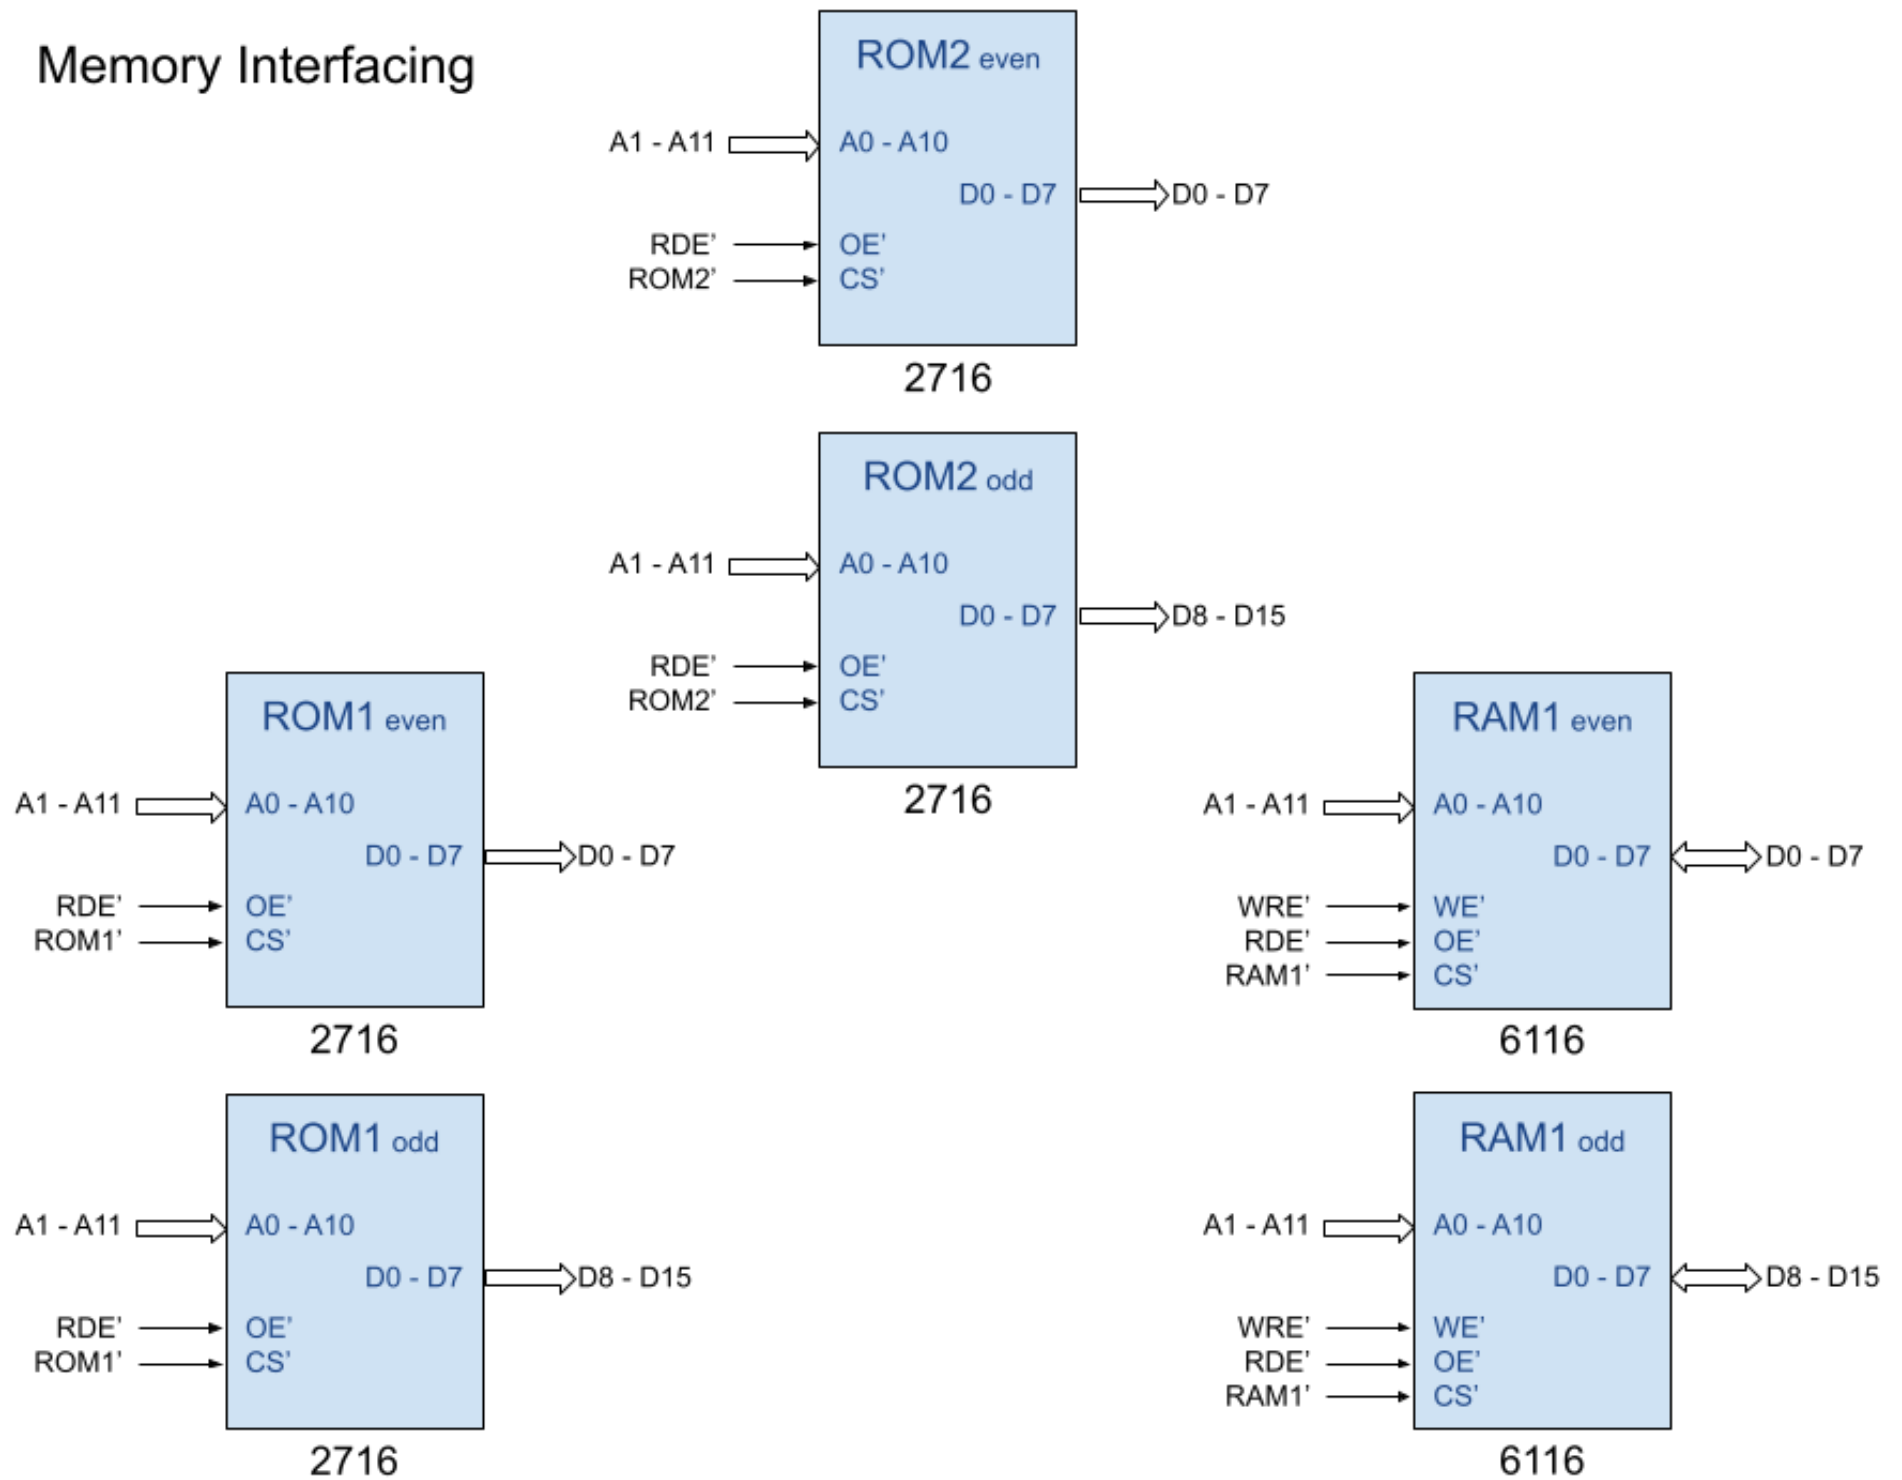 Memory Interfacing
ROM2 even
A1 - A11
A0 - A10
D0 - D7
D0 - D7
RDE’
OE'
ROM2’
CS'
2716
ROM2 odd
A1 - A11
A0 - A10
D0 - D7
D8 - D15
RDE’
OE'
ROM2’
CS'
2716
ROM1 even
A1 - A11
A0 - A10
D0 - D7
D0 - D7
RDE’
OE'
ROM1’
CS'
2716
ROM1 odd
A1 - A11
A0 - A10
D0 - D7
D8 - D15
RDE’
OE'
ROM1’
CS'
2716
RAM1 even
A1 - A11
A0 - A10
D0 - D7
D0 - D7
WRE’
WE'
RDE’
OE'
RAM1’
CS'
6116
RAM1 odd
A1 - A11
A0 - A10
D0 - D7
D8 - D15
WRE’
WE'
RDE’
OE'
RAM1’
CS'
6116